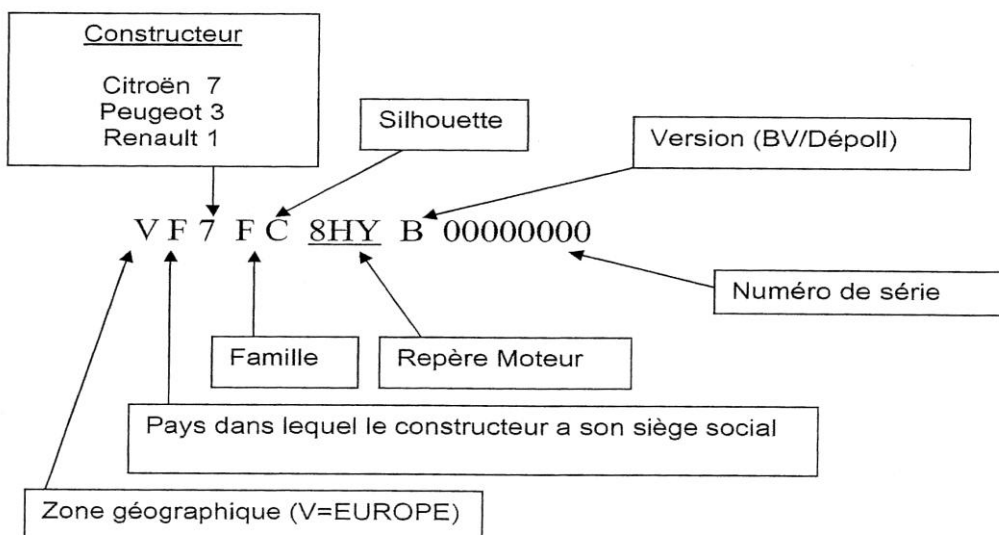 Constructeur
Citroën 7
Peugeot 3
Renault 1
Silhouette
Version (BV/Dépoll)
V F 7 F C 8HY B 00000000
Numéro de série
Famille
Repère Moteur
Pays dans lequel le constructeur a son siège social
Zone géographique (V=EUROPE)